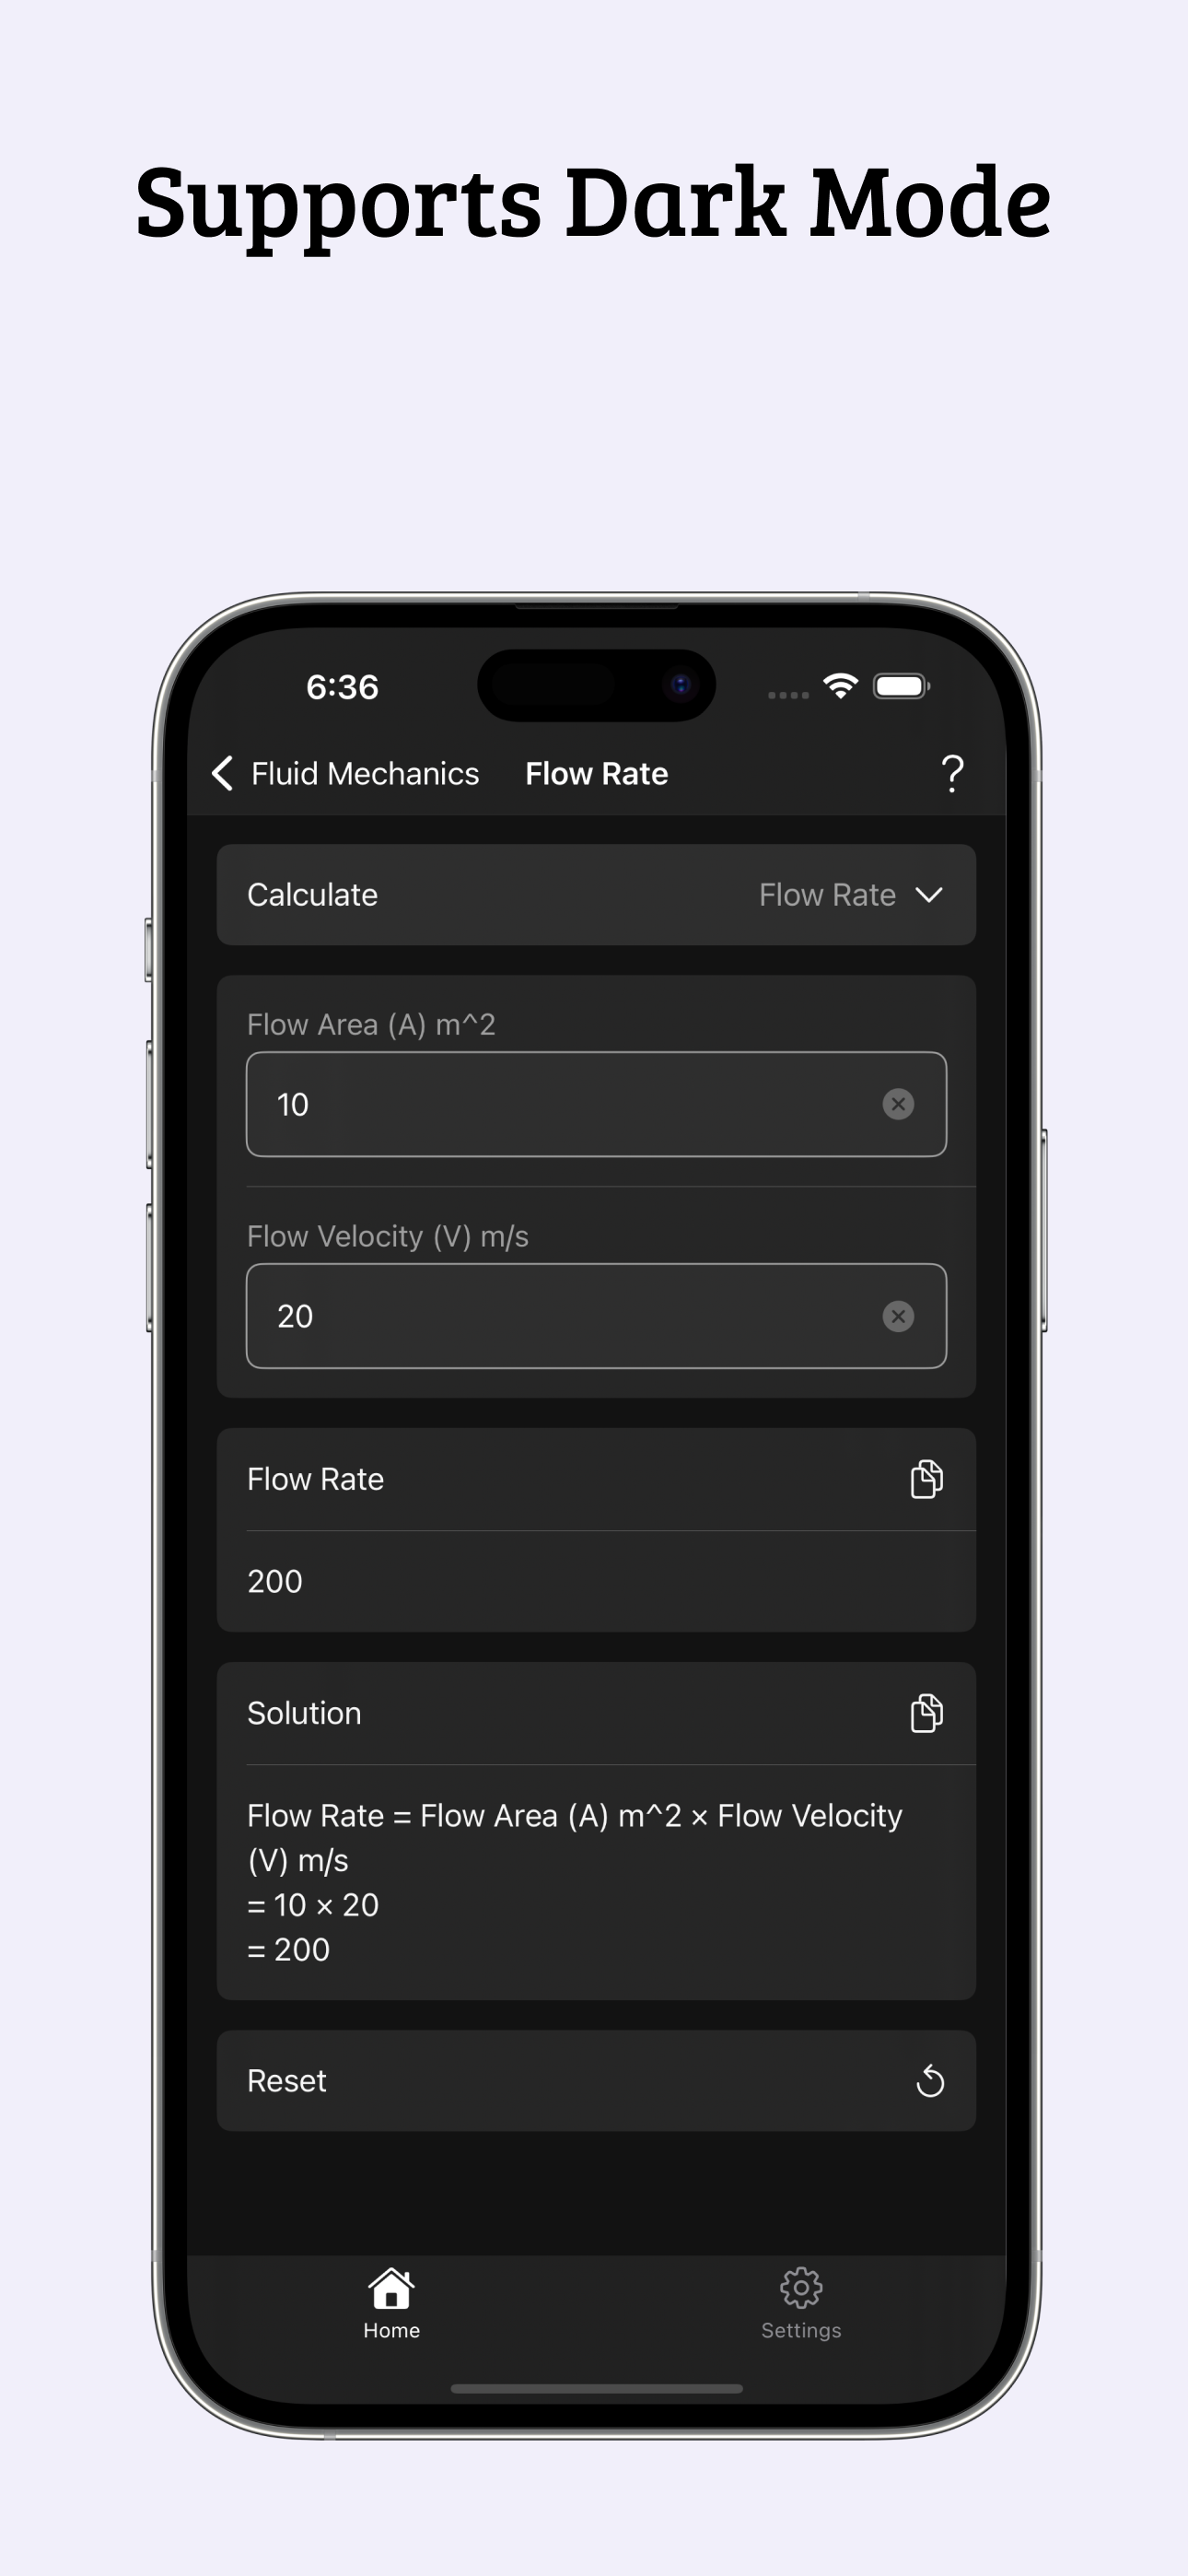 Supports Dark Mode
6:36
Fluid Mechanics Flow Rate ?
Calculate Flow Rate
Flow Area (A) m^2
10
Flow Velocity (V) m/s
20
Flow Rate
200
Solution
Flow Rate = Flow Area (A) m^2 × Flow Velocity
(V) m/s
= 10 × 20
= 200
Reset
Home Settings